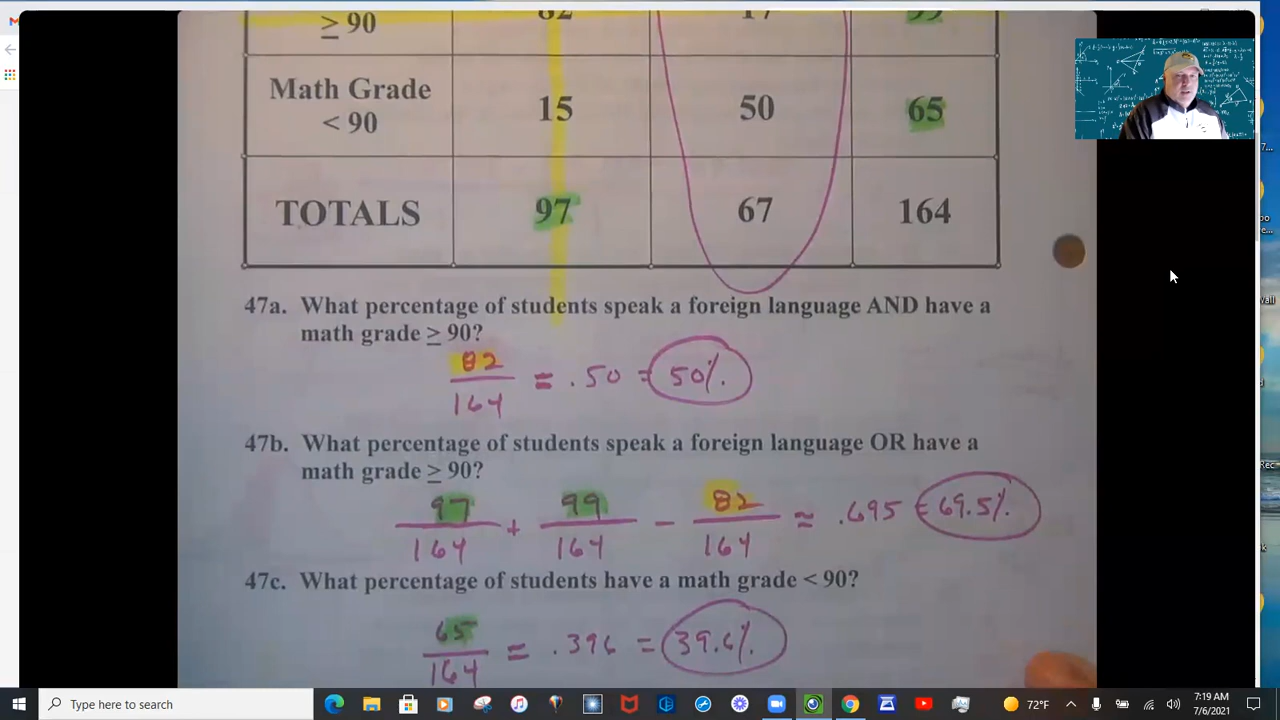 ≥ 90 82 17 99
Math Grade
< 90 15 50 65
TOTALS 97 67 164
47a. What percentage of students speak a foreign language AND have a
math grade ≥ 90?
82/164 = .50 = 50%.
47b. What percentage of students speak a foreign language OR have a
math grade ≥ 90?
97/164 + 99/164 - 82/164 ≈ .695 = 69.5%.
47c. What percentage of students have a math grade < 90?
65/164 ≈ .396 = 39.6%.
Type here to search
72°F
7:19 AM
7/6/2021